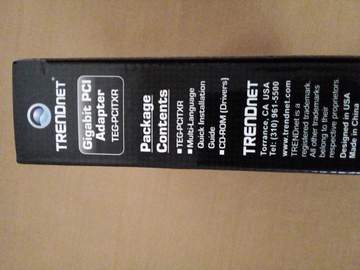 TRENDNET
Gigabit PCI
Adapter
TEG-PCITXR
Package
Contents
▪TEG-PCITXR
▪Multi-Language
Quick Installation
Guide
▪CD-ROM (Drivers)
TRENDNET
Torrance, CA USA
Tel: (310) 961-5500
www.trendnet.com
TRENDnet is a
registered trademark.
All other trademarks
belong to their
respective proprietors.
Designed in USA
Made in China